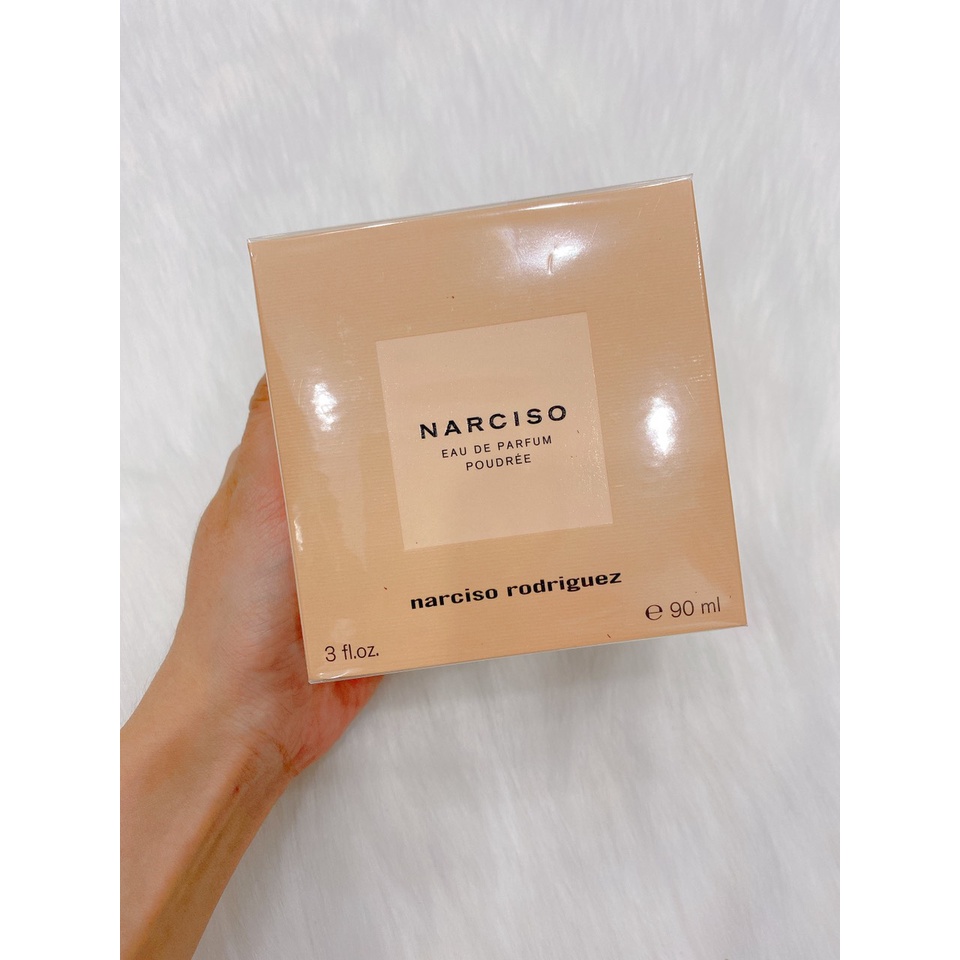 NARCISO
EAU DE PARFUM
POUDRÉE
narciso rodriguez
3 fl.oz.
℮ 90 ml